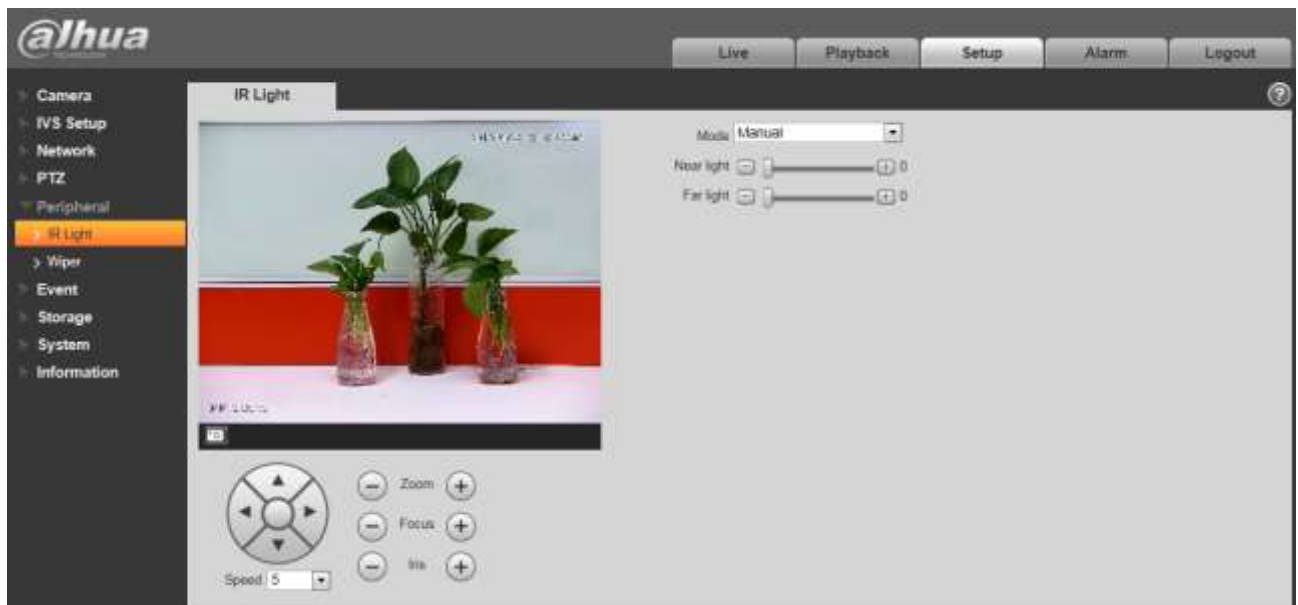 alhua
TECHNOLOGY
Live
Playback
Setup
Alarm
Logout
Camera
IVS Setup
Network
PTZ
Peripheral
IR Light
Wiper
Event
Storage
System
Information
IR Light
?
Mode Manual
Near light 0
Far light 0
Zoom
Focus
Iris
Speed 5